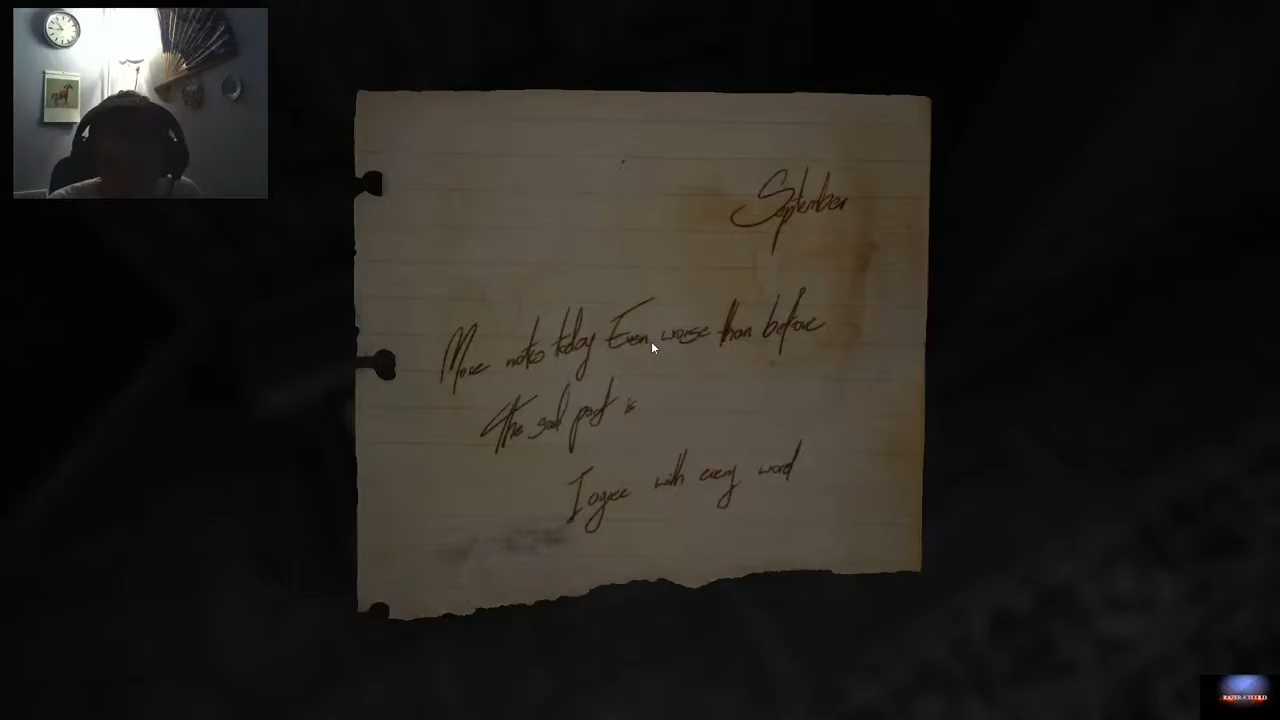 September
More notes today Even worse than before
The sad part is
I agree with every word